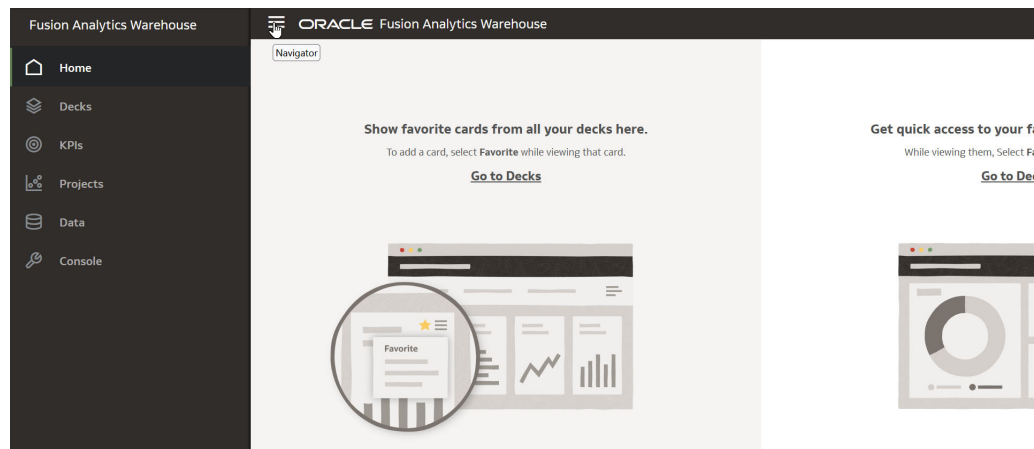 Fusion Analytics Warehouse
Home
Decks
KPIs
Projects
Data
Console
ORACLE Fusion Analytics Warehouse
Navigator
Show favorite cards from all your decks here.
To add a card, select Favorite while viewing that card.
Go to Decks
Favorite
Get quick access to your fa
While viewing them, Select Fa
Go to De